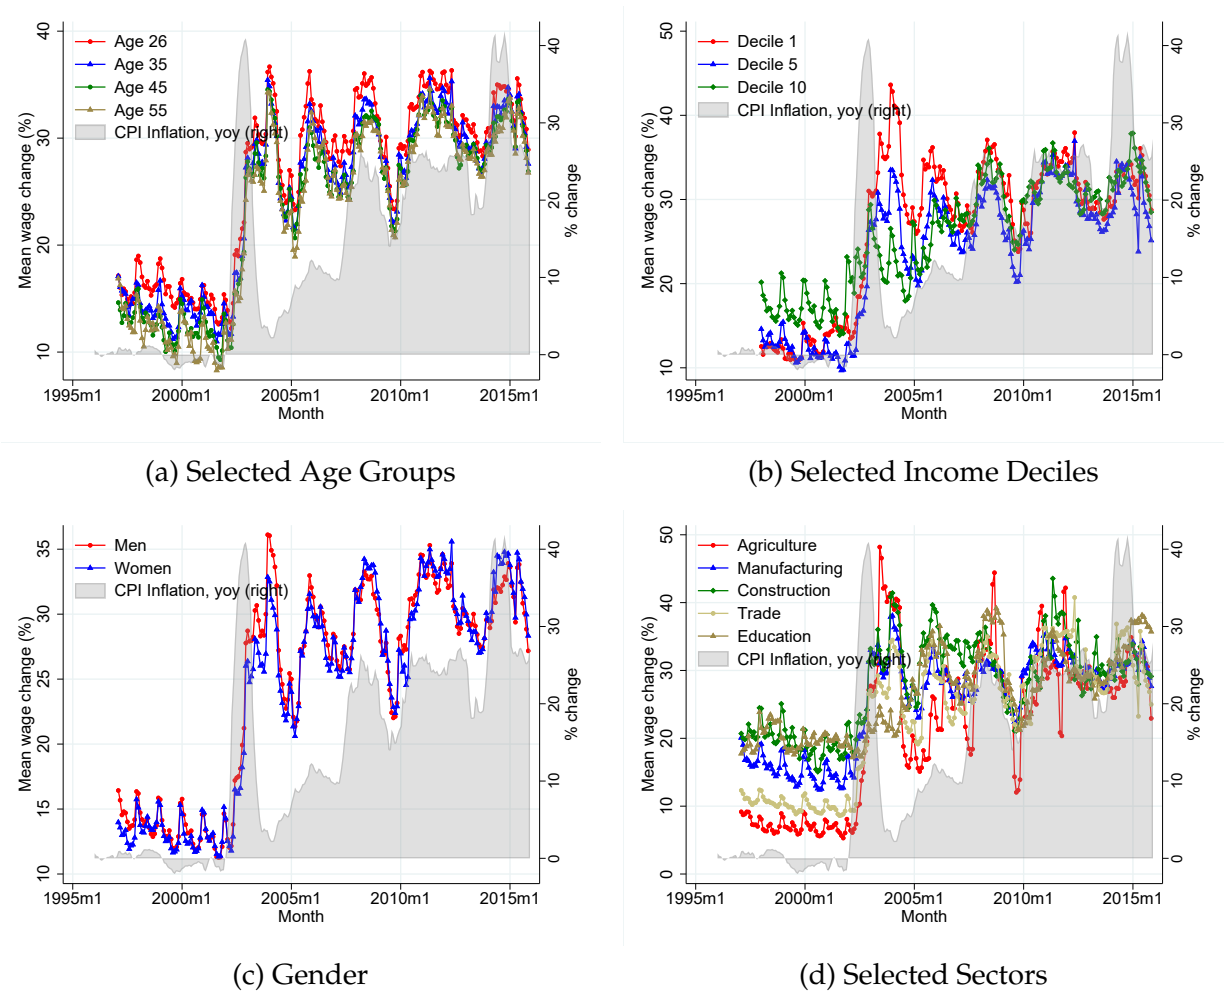 40
30
20
10
Mean wage change (%)
Age 26
Age 35
Age 45
Age 55
CPI Inflation, yoy (right)
40
30
20
10
0
% change
1995m1 2000m1 2005m1 2010m1 2015m1
Month
(a) Selected Age Groups
50
40
30
20
10
Mean wage change (%)
Decile 1
Decile 5
Decile 10
CPI Inflation, yoy (right)
40
30
20
10
0
% change
1995m1 2000m1 2005m1 2010m1 2015m1
Month
(b) Selected Income Deciles
35
30
25
20
15
10
Mean wage change (%)
Men
Women
CPI Inflation, yoy (right)
40
30
20
10
0
% change
1995m1 2000m1 2005m1 2010m1 2015m1
Month
(c) Gender
50
40
30
20
10
0
Mean wage change (%)
Agriculture
Manufacturing
Construction
Trade
Education
CPI Inflation, yoy (right)
40
30
20
10
0
% change
1995m1 2000m1 2005m1 2010m1 2015m1
Month
(d) Selected Sectors